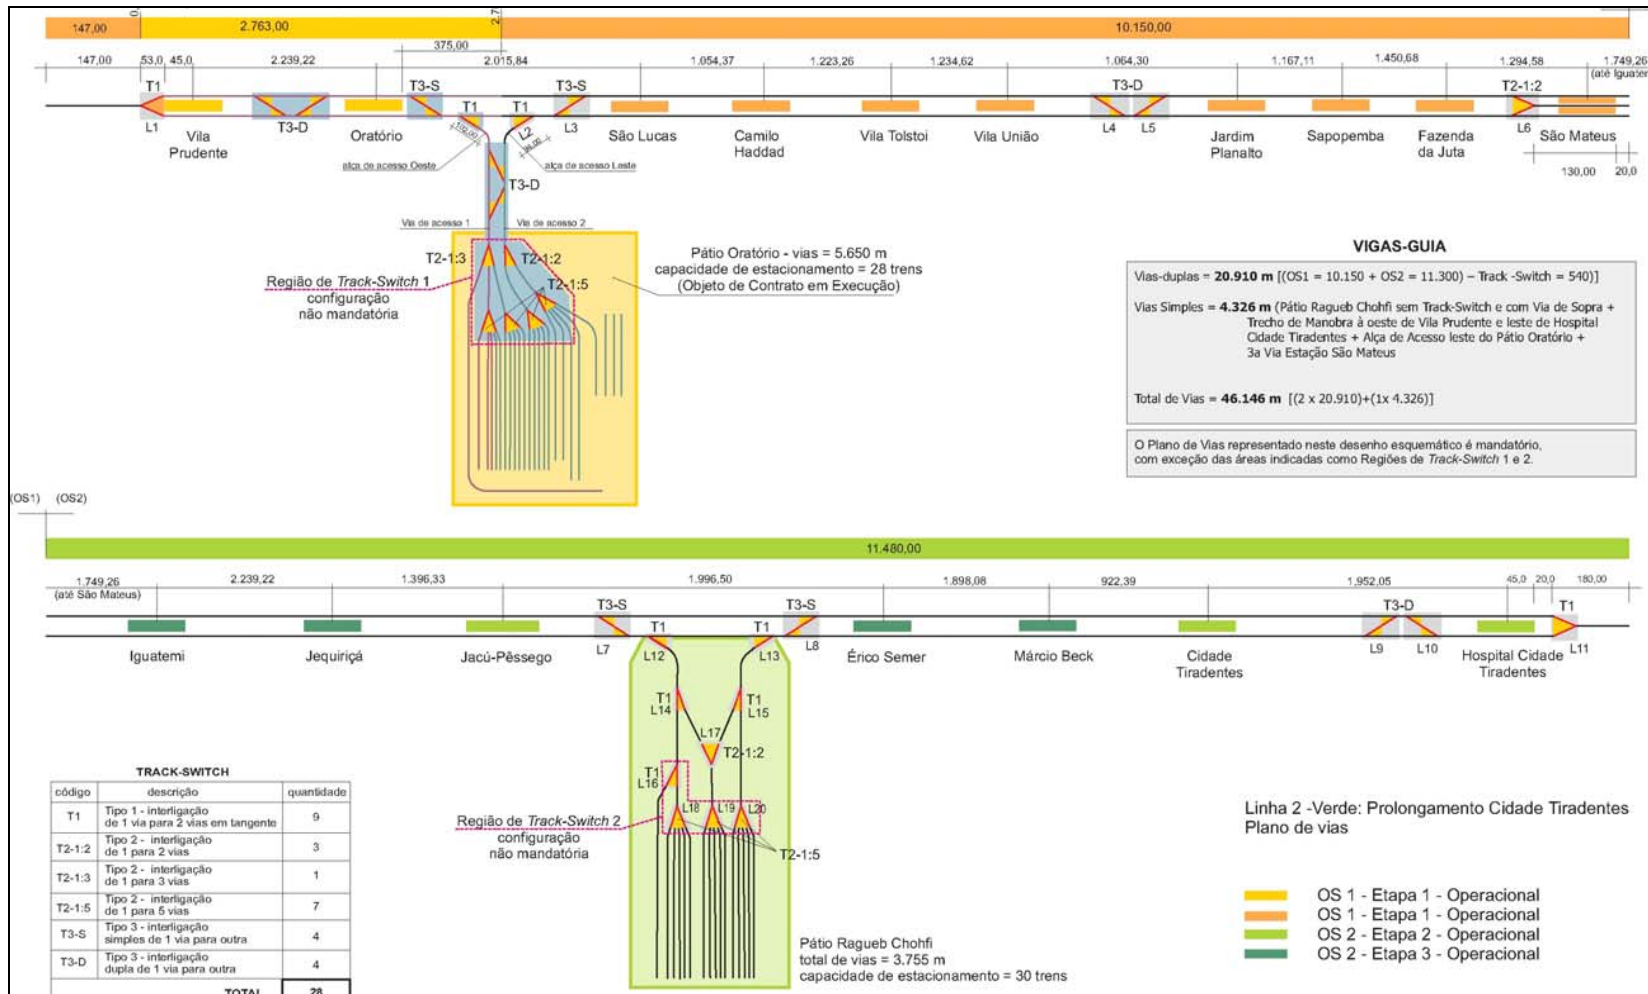 147,00
2.763,00
10.150,00
375,00
147,00
53,0
45,0
2.239,22
2.015,84
1.054,37
1.223,26
1.234,62
1.064,30
1.167,11
1.450,68
1.294,58
1.749,26
T1
T3-S
T3-S
T3-D
T2-1:2
T1
T1
L1
Vila
Prudente
T3-D
Oratório
L2
L3
São Lucas
Camilo
Haddad
Vila Tolstoi
Vila União
L4
L5
Jardim
Planalto
Sapopemba
Fazenda
da Juta
L6
São Mateus
130,00
20,0
alça de acesso Oeste
alça de acesso Leste
T3-D
Via de acesso 1
Via de acesso 2
T2-1:3
T2-1:2
T2-1:5
Região de Track-Switch 1
configuração
não mandatória
Pátio Oratório - vias = 5.650 m
capacidade de estacionamento = 28 trens
(Objeto de Contrato em Execução)
VIGAS-GUIA
Vias-duplas = 20.910 m [(OS1 = 10.150 + OS2 = 11.300) – Track -Switch = 540)]
Vias Simples = 4.326 m (Pátio Ragueb Chohfi sem Track-Switch e com Via de Sopra +
Trecho de Manobra à oeste de Vila Prudente e leste de Hospital
Cidade Tiradentes + Alça de Acesso leste do Pátio Oratório +
3a Via Estação São Mateus
Total de Vias = 46.146 m [(2 x 20.910)+(1x 4.326)]
O Plano de Vias representado neste desenho esquemático é mandatório,
com exceção das áreas indicadas como Regiões de Track-Switch 1 e 2.
(OS1) (OS2)
11.480,00
1.749,26
(até São Mateus)
2.239,22
1.396,33
1.996,50
1.898,08
922,39
1.952,05
45,0
20,0
180,00
T3-S
T3-S
T3-D
T1
T1
T1
Iguatemi
Jequiriçá
Jacú-Pêssego
L7
L12
L13
L8
Érico Semer
Márcio Beck
Cidade
Tiradentes
L9
L10
Hospital Cidade
Tiradentes
L11
T1
L14
T1
L15
L17
T2-1:2
T1
L16
L18
L19
L20
T2-1:5
Região de Track-Switch 2
configuração
não mandatória
Pátio Ragueb Chohfi
total de vias = 3.755 m
capacidade de estacionamento = 30 trens
TRACK-SWITCH
código descrição quantidade
T1 Tipo 1 - interligação de 1 via para 2 vias em tangente 9
T2-1:2 Tipo 2 - interligação de 1 para 2 vias 3
T2-1:3 Tipo 2 - interligação de 1 para 3 vias 1
T2-1:5 Tipo 2 - interligação de 1 para 5 vias 7
T3-S Tipo 3 - interligação simples de 1 via para outra 4
T3-D Tipo 3 - interligação dupla de 1 via para outra 4
TOTAL 28
Linha 2 -Verde: Prolongamento Cidade Tiradentes
Plano de vias
OS 1 - Etapa 1 - Operacional
OS 1 - Etapa 1 - Operacional
OS 2 - Etapa 2 - Operacional
OS 2 - Etapa 3 - Operacional